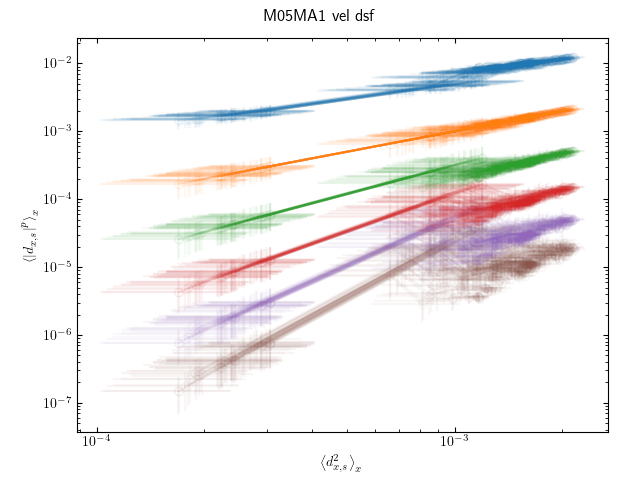 M05MA1 vel dsf
10⁻²
10⁻³
10⁻⁴
10⁻⁵
10⁻⁶
10⁻⁷
⟨|d_{x,s}|^p⟩_x
10⁻⁴ 10⁻³
⟨d²_{x,s}⟩_x